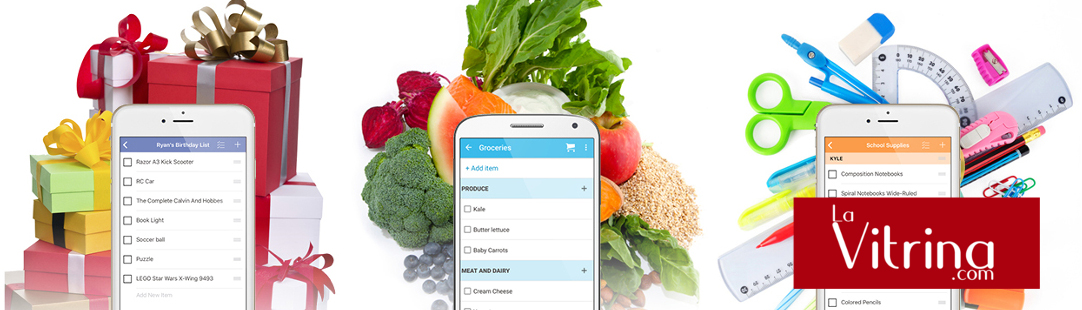 Ryan's Birthday List
Razor A3 Kick Scooter
RC Car
The Complete Calvin And Hobbes
Book Light
Soccer ball
Puzzle
LEGO Star Wars X-Wing 9493
Add New Item
Groceries
+ Add item
PRODUCE +
Kale
Butter lettuce
Baby Carrots
MEAT AND DAIRY +
Cream Cheese
School Supplies
KYLE
Composition Notebooks
Spiral Notebooks Wide-Ruled
Colored Pencils
La
Vitrina
.com